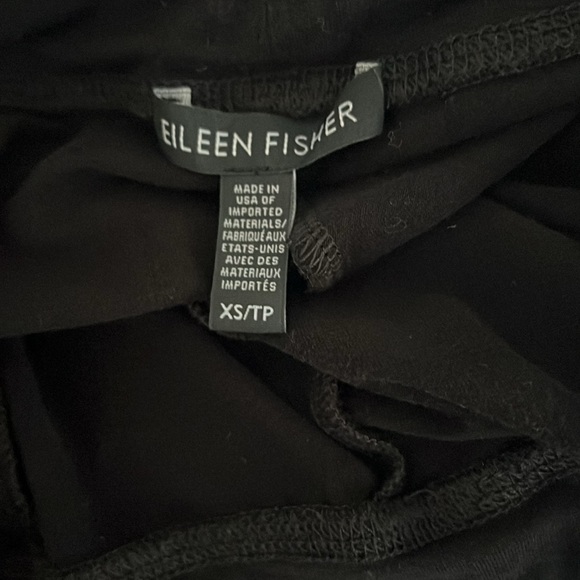 EILEEN FISHER
MADE IN
USA OF
IMPORTED
MATERIALS/
FABRIQUÉ AUX
ETATS-UNIS
AVEC DES
MATERIAUX
IMPORTÉS
XS/TP